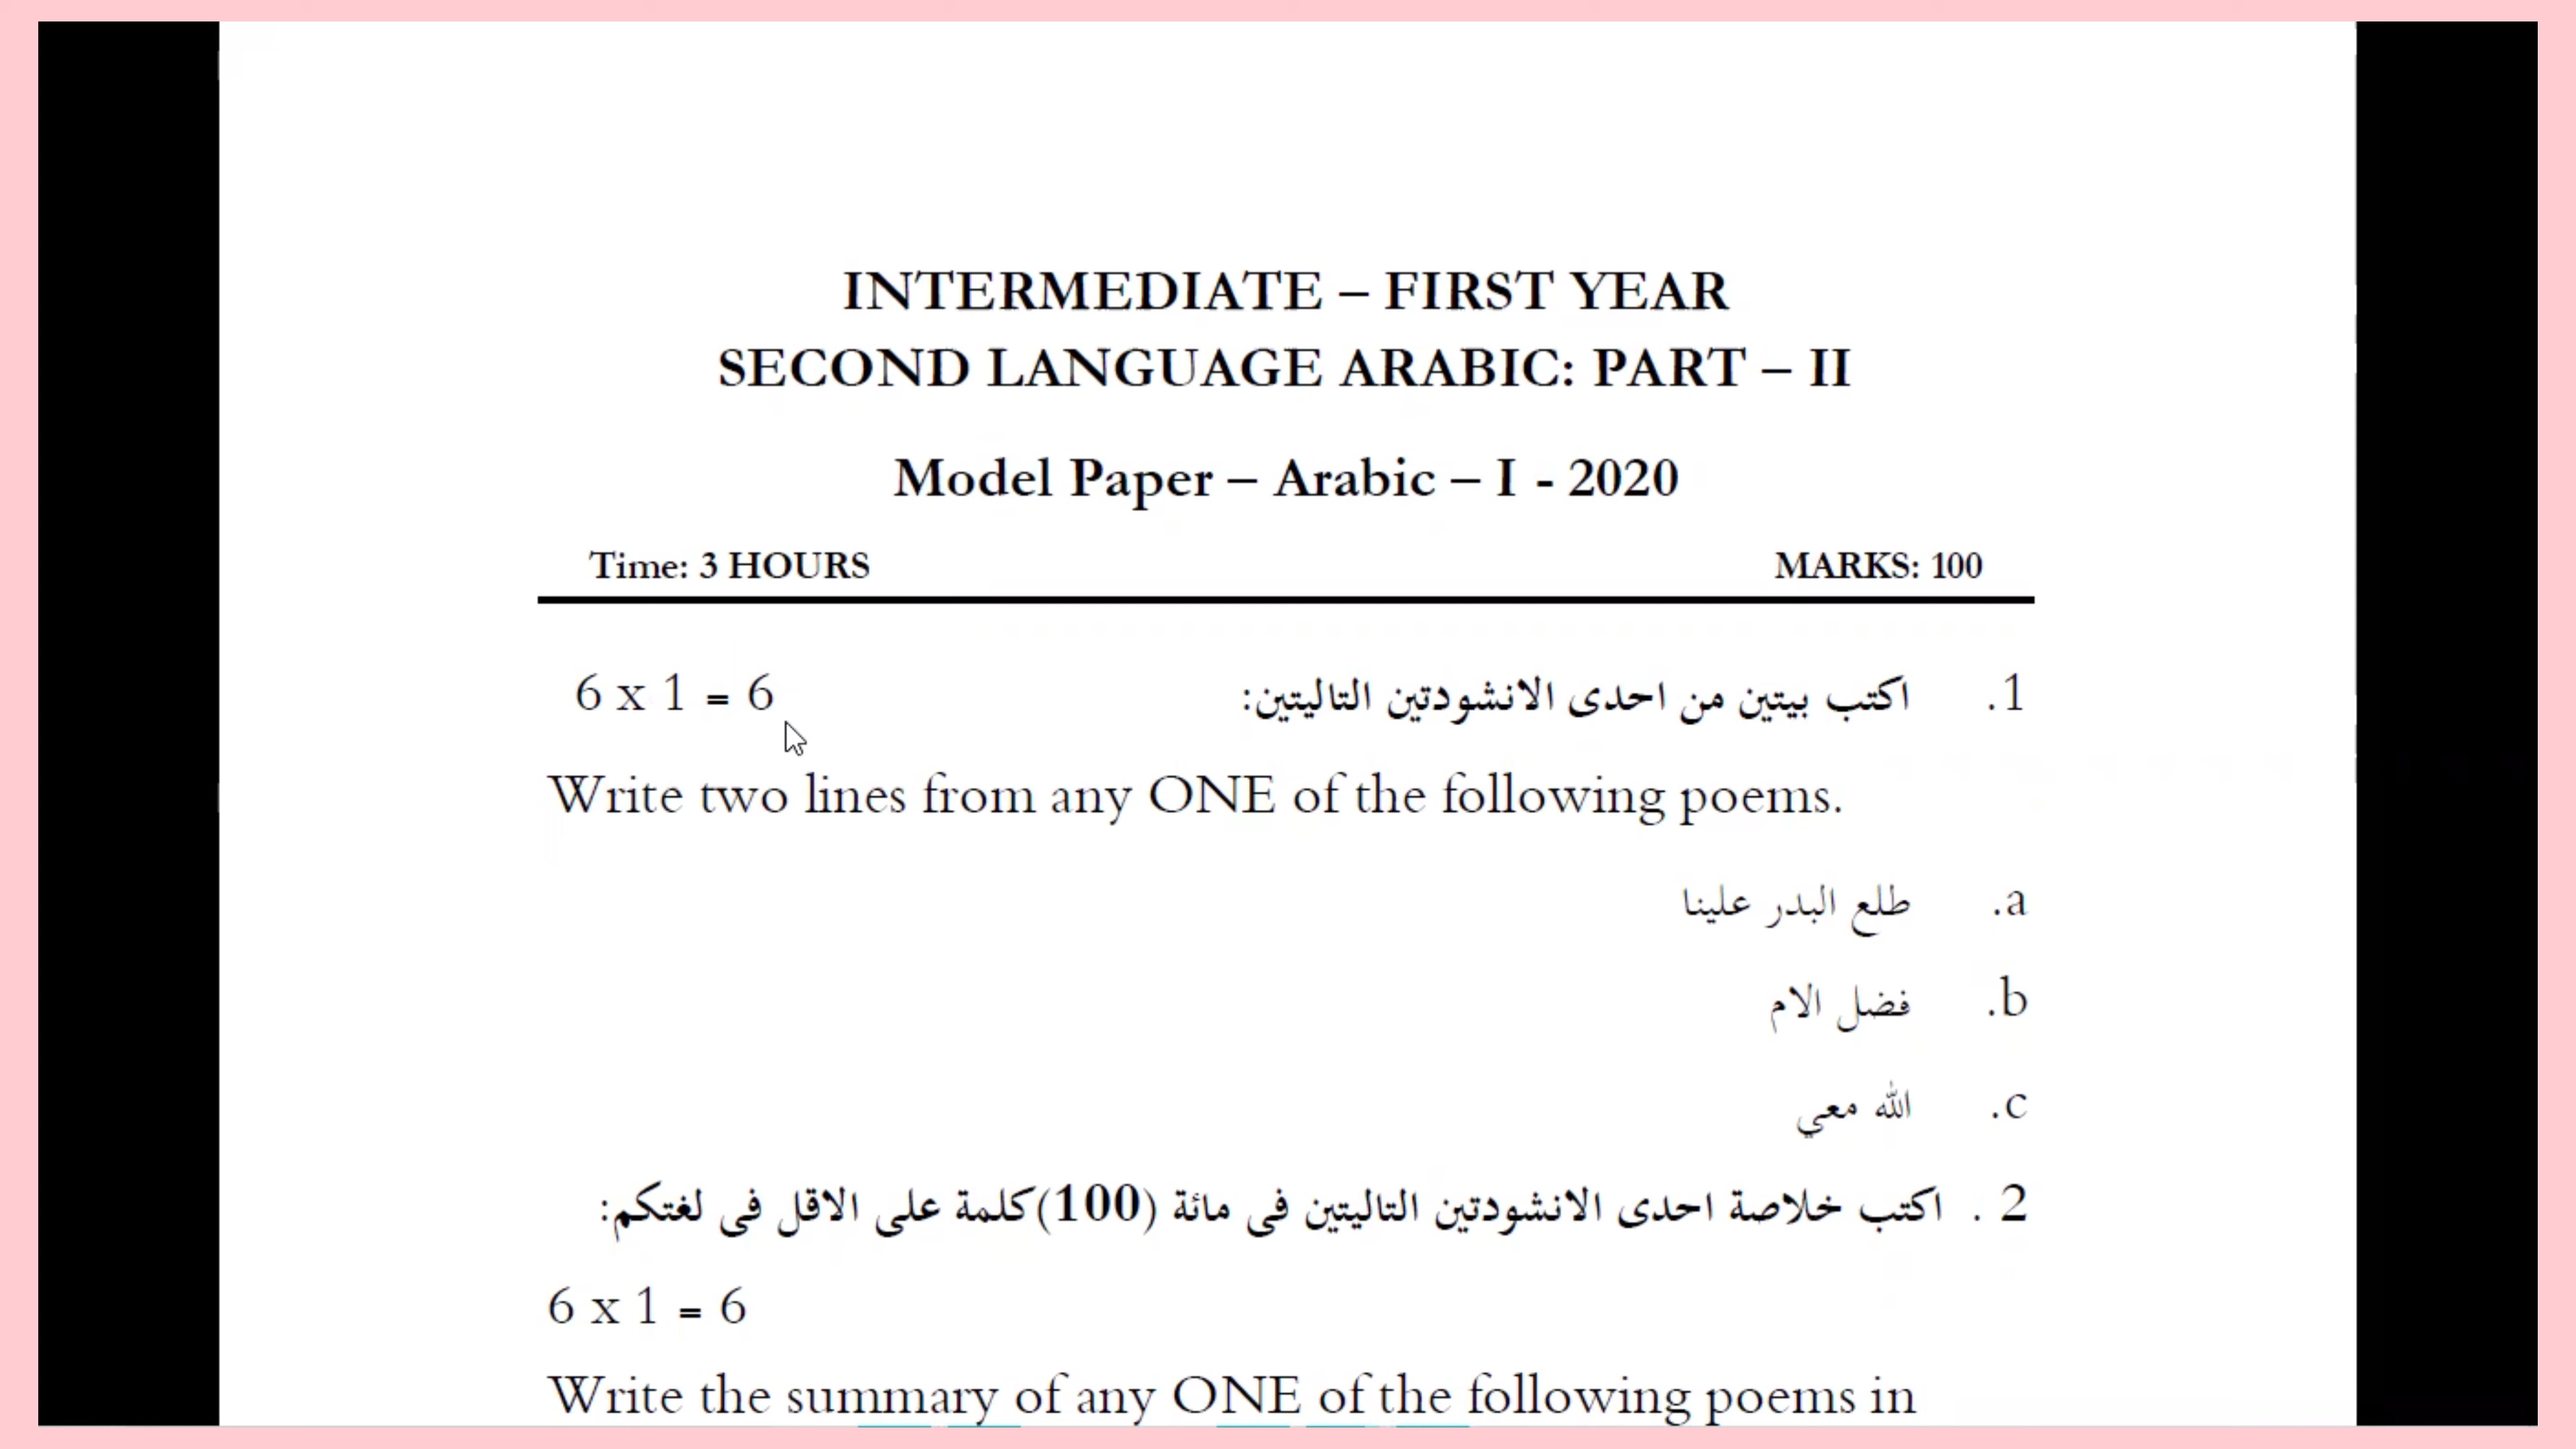 INTERMEDIATE – FIRST YEAR
SECOND LANGUAGE ARABIC: PART – II
Model Paper – Arabic – I - 2020
Time: 3 HOURS MARKS: 100
1. اكتب بيتين من احدى الانشودتين التاليتين: 6 x 1 = 6
Write two lines from any ONE of the following poems.
a. طلع البدر علينا
b. فضل الام
c. الله معي
2 . اكتب خلاصة احدى الانشودتين التاليتين فى مائة (100)كلمة على الاقل فى لغتكم:
6 x 1 = 6
Write the summary of any ONE of the following poems in